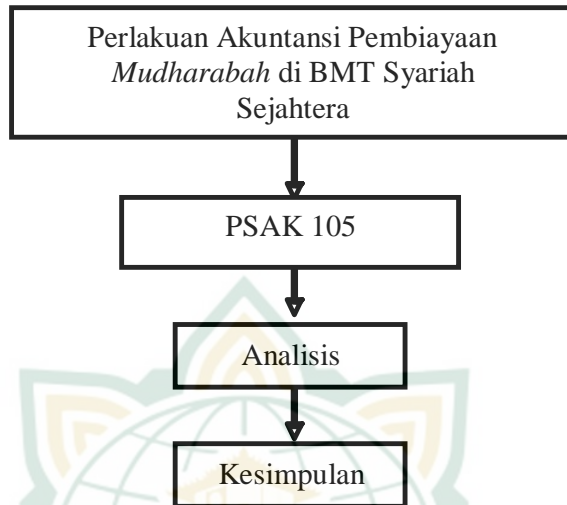 Perlakuan Akuntansi Pembiayaan
Mudharabah di BMT Syariah
Sejahtera
PSAK 105
Analisis
Kesimpulan